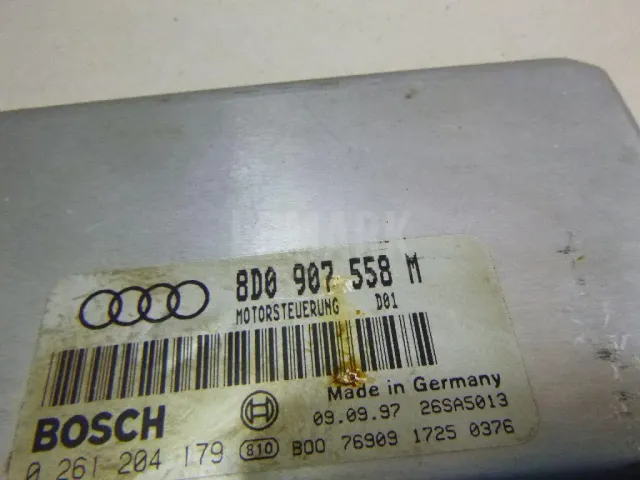 LEMARK
8D0 907 558 M
MOTORSTEUERUNG D01
Made in Germany
BOSCH 09.09.97 26SA5013
0 261 204 179 810 B00 76909 1725 0376